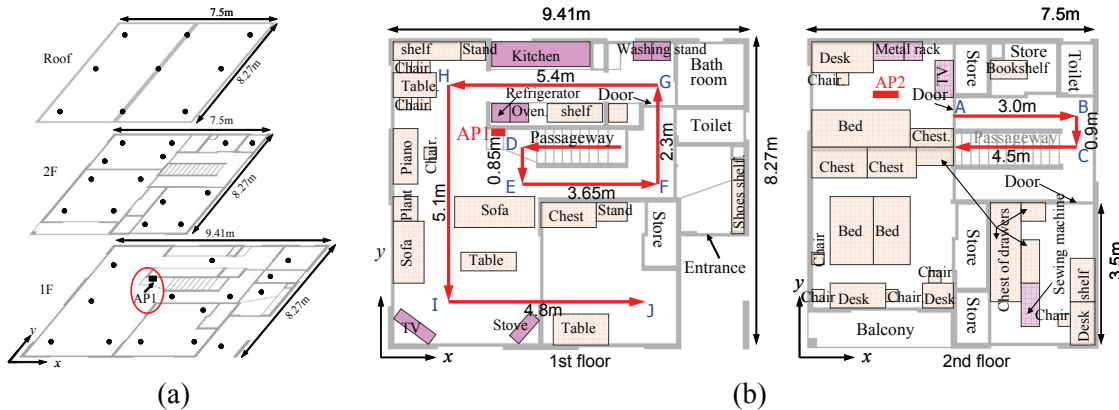 7.5m
Roof
8.27m
7.5m
2F
8.27m
9.41m
1F
AP1
8.27m
y
x
(a)
9.41m
shelf
Stand
Kitchen
Washing stand
Chair
H
5.4m
G
Bath
room
Table
Refrigerator
Door
Chair
Oven.
shelf
AP1
Passageway
Toilet
D
Piano
Chair.
0.85m
2.3m
8.27m
E
F
3.65m
5.1m
Plant
Sofa
Chest
Stand
Shoes shelf
Sofa
Store
y
Table
Entrance
I
4.8m
J
TV
Stove
Table
x
1st floor
7.5m
Desk
Metal rack
Store
Store
Toilet
Chair
TV
Bookshelf
AP2
Door
A
3.0m
B
Bed
Chest.
Passageway
0.9m
Chest
Chest
4.5m
C
Door
Bed
Bed
Store
Chest of drawers
Sewing machine
3.5m
Chair
y
Chair
shelf
Chair
Desk
Chair
Desk
Store
Chair
Desk
Balcony
x
2nd floor
(b)